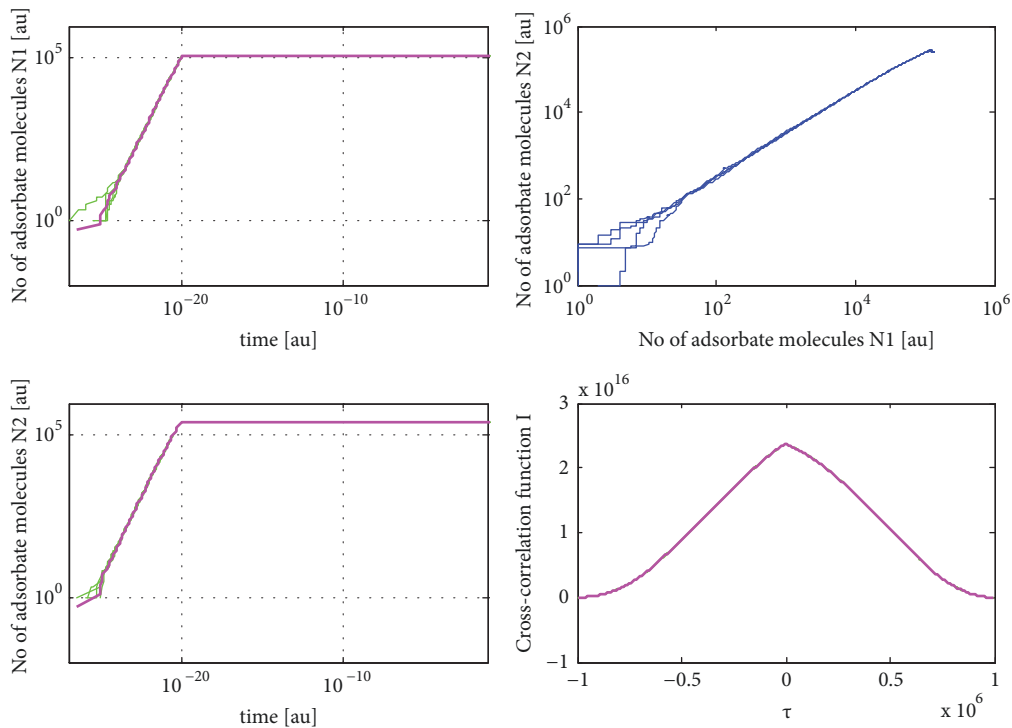 No of adsorbate molecules N1 [au]
10^5
10^0
10^−20
10^−10
time [au]
No of adsorbate molecules N2 [au]
10^6
10^4
10^2
10^0
10^0
10^2
10^4
10^6
No of adsorbate molecules N1 [au]
No of adsorbate molecules N2 [au]
10^5
10^0
10^−20
10^−10
time [au]
x 10^16
Cross-correlation function I
3
2
1
0
−1
−1
−0.5
0
0.5
1
τ
x 10^6